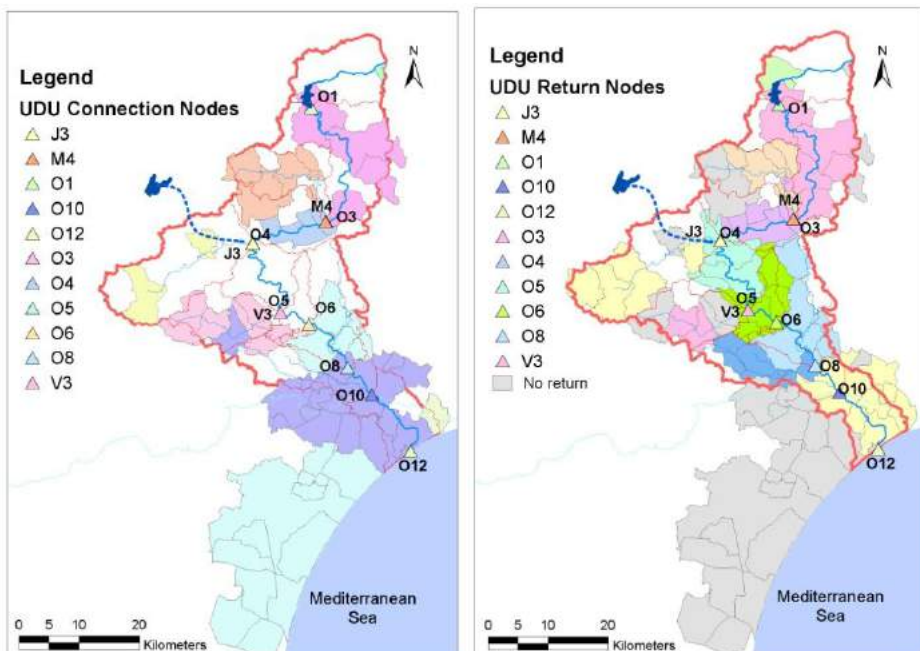 N
Legend
UDU Connection Nodes
J3
M4
O1
O10
O12
O3
O4
O5
O6
O8
V3
O1
M4
O3
O4
J3
O5
V3
O6
O8
O10
O12
Mediterranean
Sea
0 5 10 20
Kilometers
N
Legend
UDU Return Nodes
J3
M4
O1
O10
O12
O3
O4
O5
O6
O8
V3
No return
O1
M4
O3
J3
O4
O5
V3
O6
O8
O10
O12
Mediterranean
Sea
0 5 10 20
Kilometers